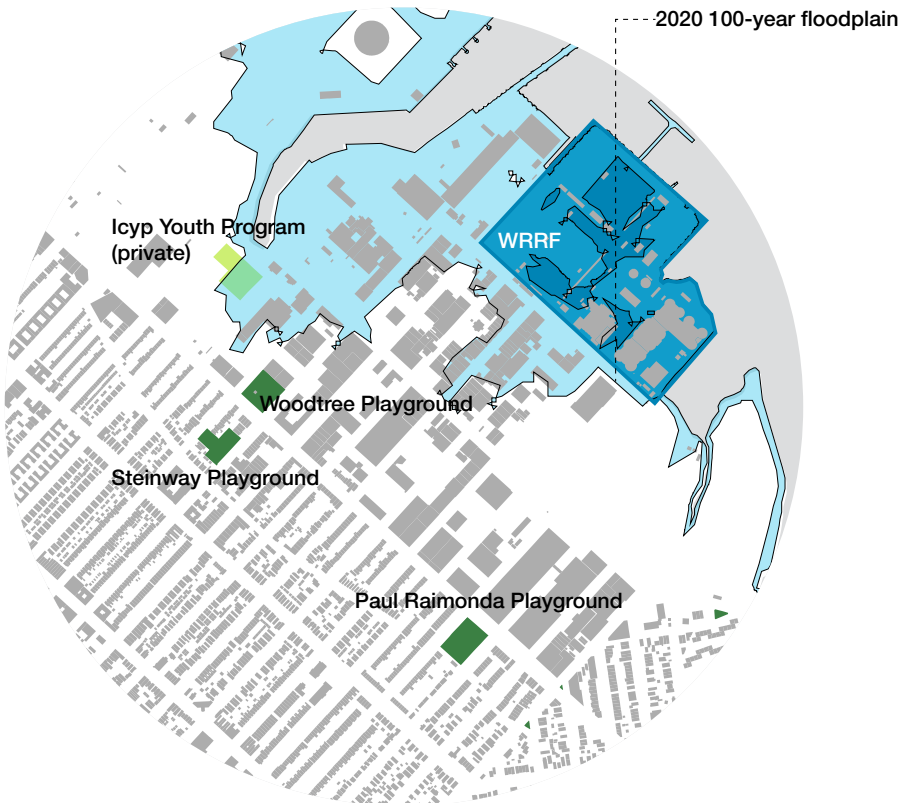 2020 100-year floodplain
Icyp Youth Program
(private)
WRRF
Woodtree Playground
Steinway Playground
Paul Raimonda Playground